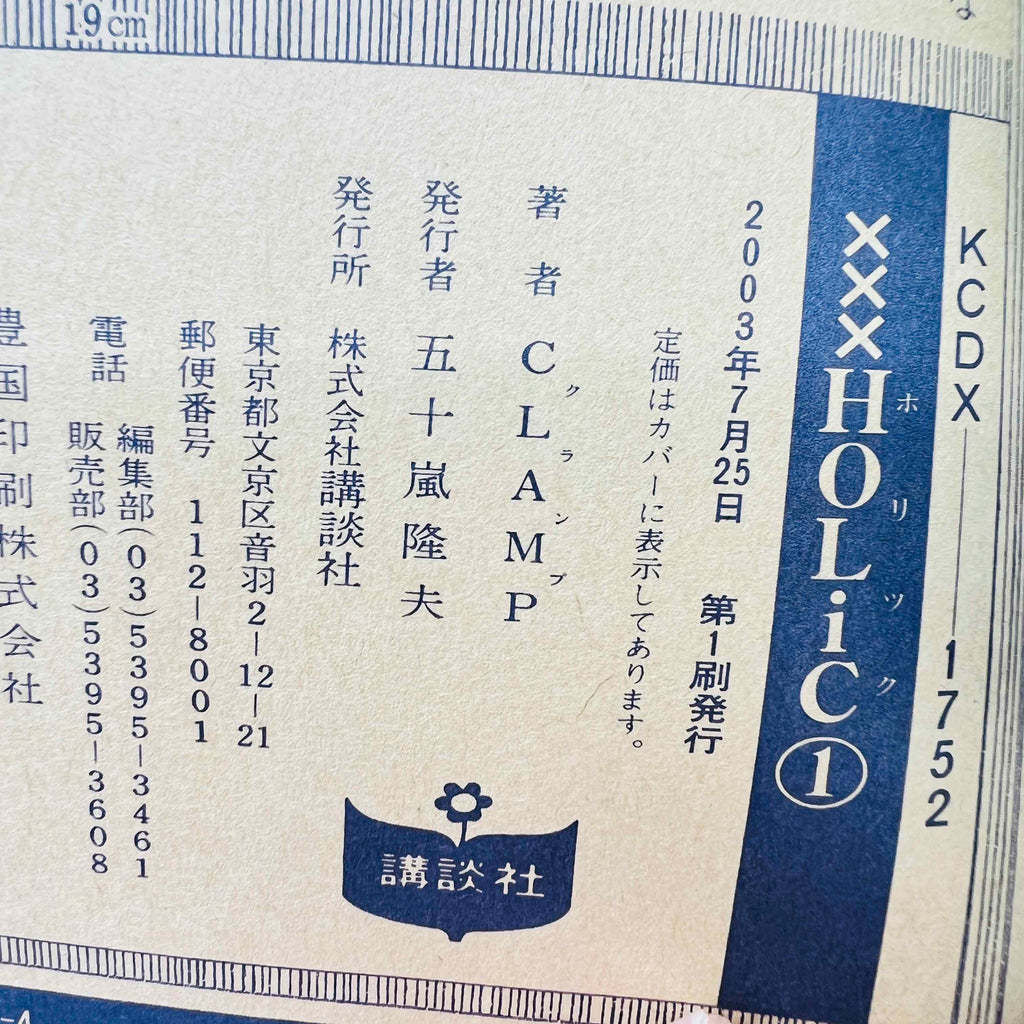 19cm
KCDX—1752
×××HOLiC①
ホリツク
2003年7月25日 第1刷発行
定価はカバーに表示してあります。
著者 CLAMP
クランプ
発行者 五十嵐隆夫
発行所 株式会社講談社
東京都文京区音羽2-12-21
郵便番号 112-8001
電話 編集部(03)5395-3461
販売部(03)5395-3608
豊国印刷株式会社
講談社